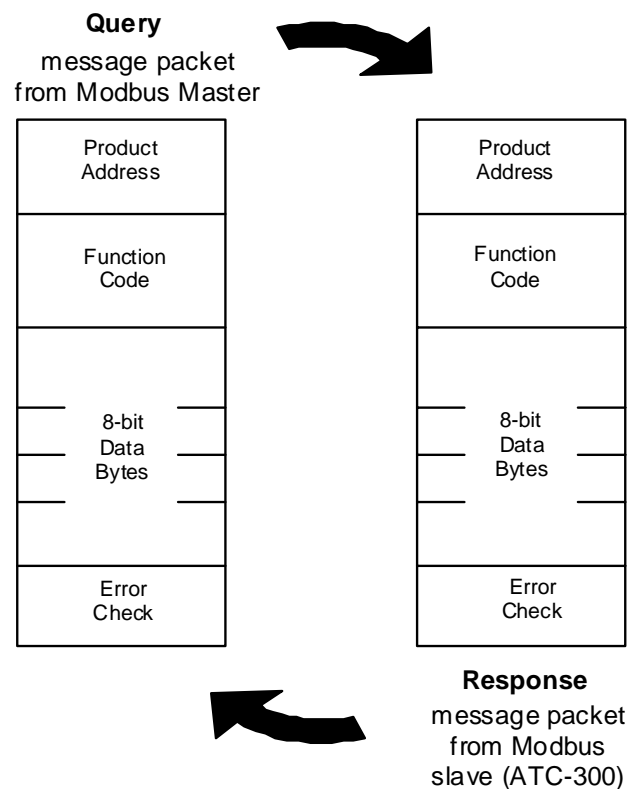 Query
message packet
from Modbus Master
Product
Address
Function
Code
8-bit
Data
Bytes
Error
Check
Product
Address
Function
Code
8-bit
Data
Bytes
Error
Check
Response
message packet
from Modbus
slave (ATC-300)